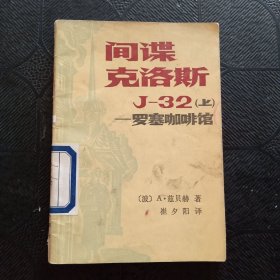 间谍
克洛斯
J-32(上)
—罗塞咖啡馆
〔波〕A·兹贝赫 著
崔夕阳 译